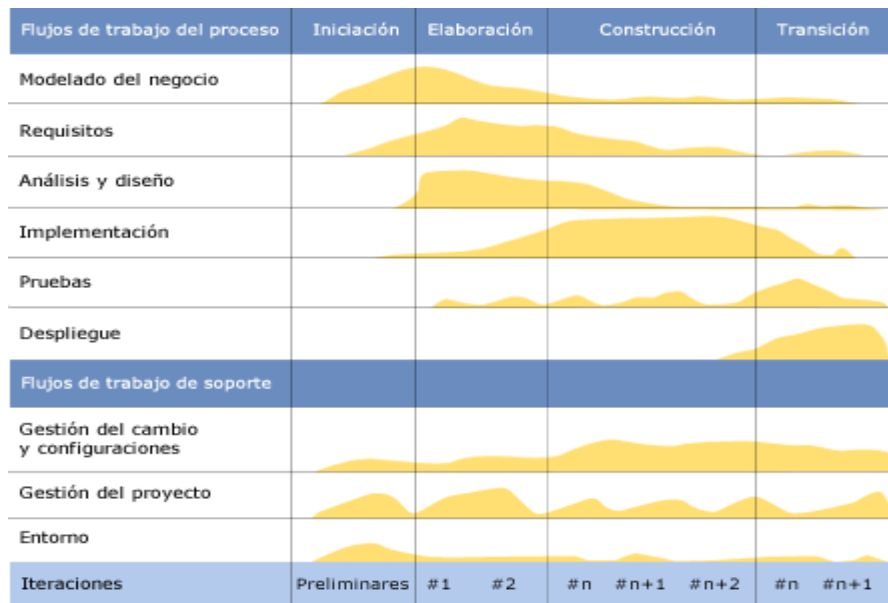 Flujos de trabajo del proceso Iniciación Elaboración Construcción Transición
Modelado del negocio
Requisitos
Análisis y diseño
Implementación
Pruebas
Despliegue
Flujos de trabajo de soporte
Gestión del cambio
y configuraciones
Gestión del proyecto
Entorno
Iteraciones Preliminares #1 #2 #n #n+1 #n+2 #n #n+1